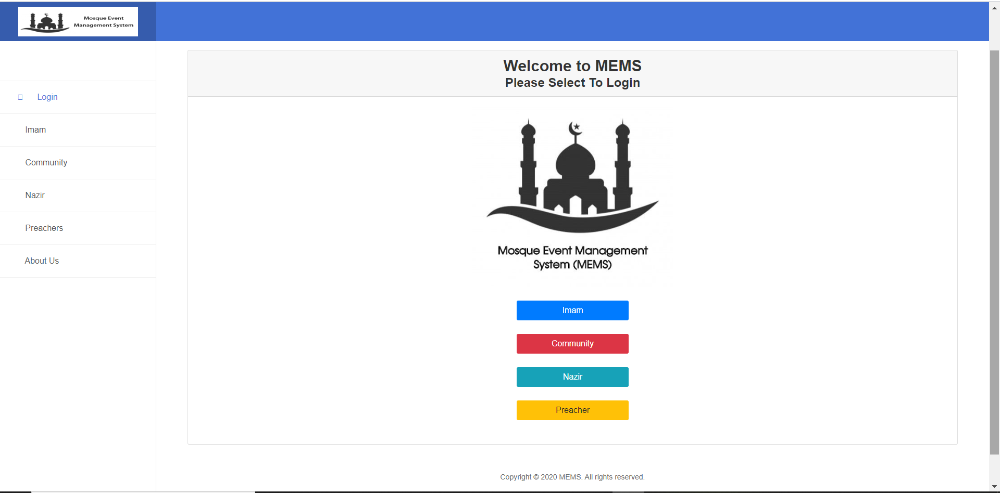 Mosque Event
Management System
Login
Imam
Community
Nazir
Preachers
About Us
Welcome to MEMS
Please Select To Login
Mosque Event Management
System (MEMS)
Imam
Community
Nazir
Preacher
Copyright © 2020 MEMS. All rights reserved.